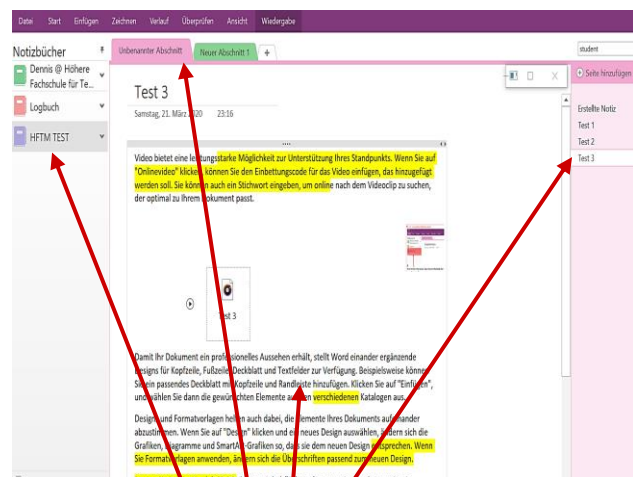 Datei Start Einfügen Zeichnen Verlauf Überprüfen Ansicht Wiedergabe
Notizbücher
Dennis @ Höhere
Fachschule für Te...
Logbuch
HFTM TEST
Unbenannter Abschnitt Neuer Abschnitt 1 +
student
Seite hinzufügen
Erstellte Notiz
Test 1
Test 2
Test 3
Test 3
Samstag, 21. März 2020 23:16
Video bietet eine leistungsstarke Möglichkeit zur Unterstützung Ihres Standpunkts. Wenn Sie auf
"Onlinevideo" klicken, können Sie den Einbettungscode für das Video einfügen, das hinzugefügt
werden soll. Sie können auch ein Stichwort eingeben, um online nach dem Videoclip zu suchen,
der optimal zu Ihrem Dokument passt.
Test 3
Damit Ihr Dokument ein professionelles Aussehen erhält, stellt Word einander ergänzende
Designs für Kopfzeile, Fußzeile, Deckblatt und Textfelder zur Verfügung. Beispielsweise können
Sie ein passendes Deckblatt mit Kopfzeile und Randleiste hinzufügen. Klicken Sie auf "Einfügen",
und wählen Sie dann die gewünschten Elemente aus den verschiedenen Katalogen aus.
Designs und Formatvorlagen helfen auch dabei, die Elemente Ihres Dokuments aufeinander
abzustimmen. Wenn Sie auf "Design" klicken und ein neues Design auswählen, ändern sich die
Grafiken, Diagramme und SmartArt-Grafiken so, dass sie dem neuen Design entsprechen. Wenn
Sie Formatvorlagen anwenden, ändern sich die Überschriften passend zum neuen Design.